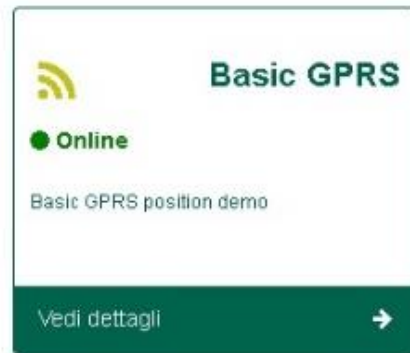 Basic GPRS
Online
Basic GPRS position demo
Vedi dettagli